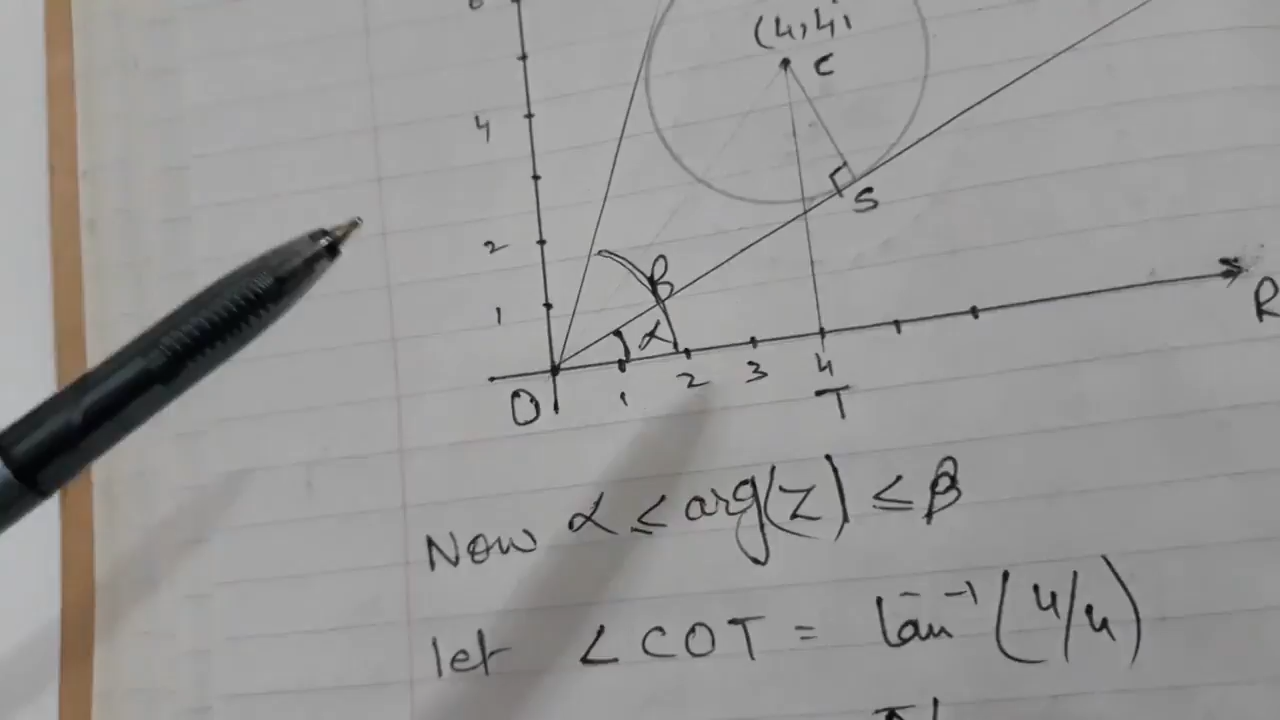 (4,4)
C
4
S
2
β
1
α
R
O 1 2 3 4
T
Now α ≤ arg(z) ≤ β
let ∠COT = tan⁻¹(4/4)